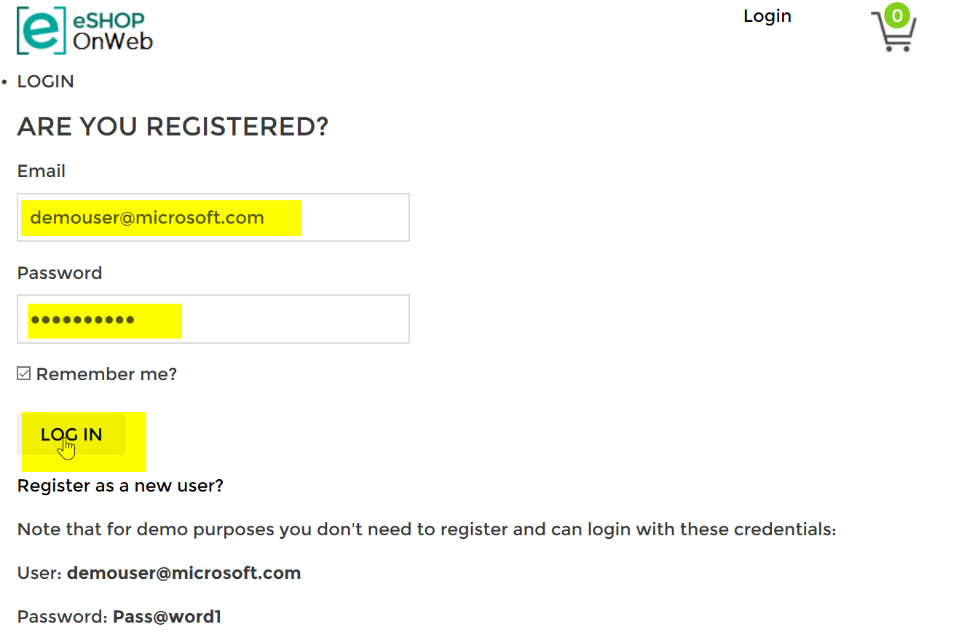 eSHOP
OnWeb
Login
0
• LOGIN
ARE YOU REGISTERED?
Email
demouser@microsoft.com
Password
••••••••••
Remember me?
LOG IN
Register as a new user?
Note that for demo purposes you don't need to register and can login with these credentials:
User: demouser@microsoft.com
Password: Pass@word1